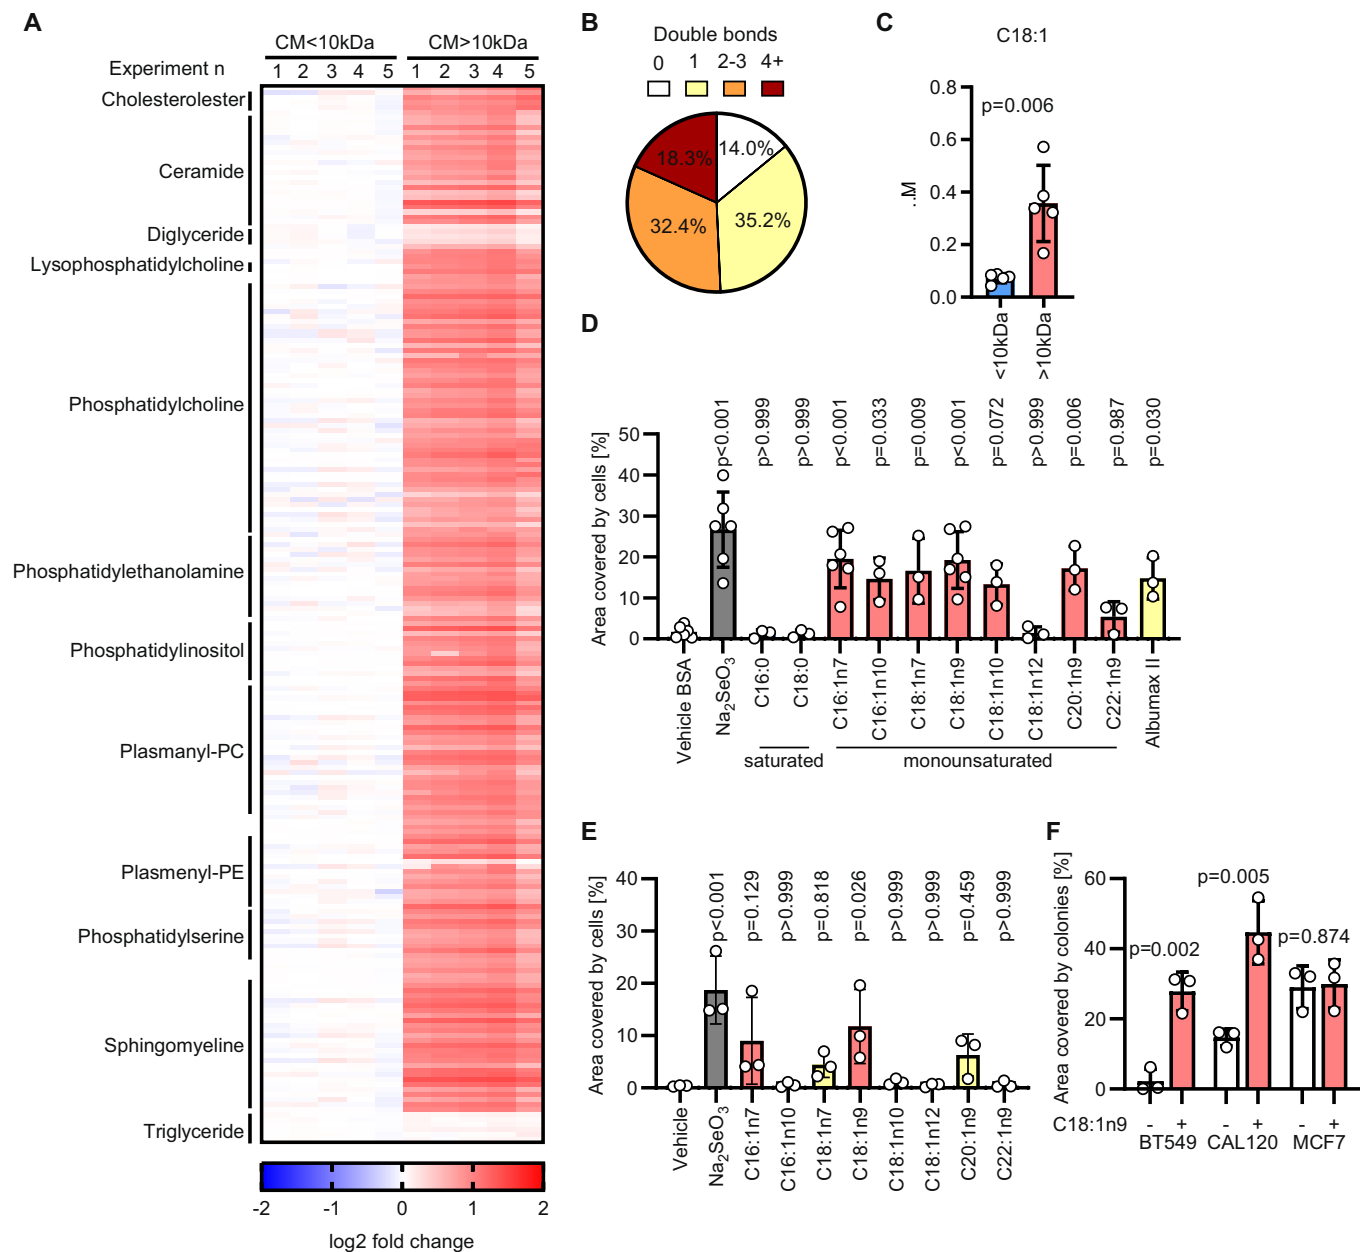 A
CM<10kDa
CM>10kDa
Experiment n
1 2 3 4 5 1 2 3 4 5
Cholesterolester
Ceramide
Diglyceride
Lysophosphatidylcholine
Phosphatidylcholine
Phosphatidylethanolamine
Phosphatidylinositol
Plasmanyl-PC
Plasmenyl-PE
Phosphatidylserine
Sphingomyeline
Triglyceride
-2 -1 0 1 2
log2 fold change
B
Double bonds
0 1 2-3 4+
14.0%
18.3%
32.4%
35.2%
C
C18:1
p=0.006
..M
0.8
0.6
0.4
0.2
0.0
<10kDa
>10kDa
D
Area covered by cells [%]
50
40
30
20
10
0
p<0.001
p>0.999
p>0.999
p<0.001
p=0.033
p=0.009
p<0.001
p=0.072
p>0.999
p=0.006
p=0.987
p=0.030
Vehicle BSA
Na2SeO3
C16:0
C18:0
C16:1n7
C16:1n10
C18:1n7
C18:1n9
C18:1n10
C18:1n12
C20:1n9
C22:1n9
Albumax II
saturated
monounsaturated
E
Area covered by cells [%]
40
30
20
10
0
p<0.001
p=0.129
p>0.999
p=0.818
p=0.026
p>0.999
p>0.999
p=0.459
p>0.999
Vehicle
Na2SeO3
C16:1n7
C16:1n10
C18:1n7
C18:1n9
C18:1n10
C18:1n12
C20:1n9
C22:1n9
F
Area covered by colonies [%]
60
40
20
0
p=0.002
p=0.005
p=0.874
C18:1n9 - + - + - +
BT549 CAL120 MCF7